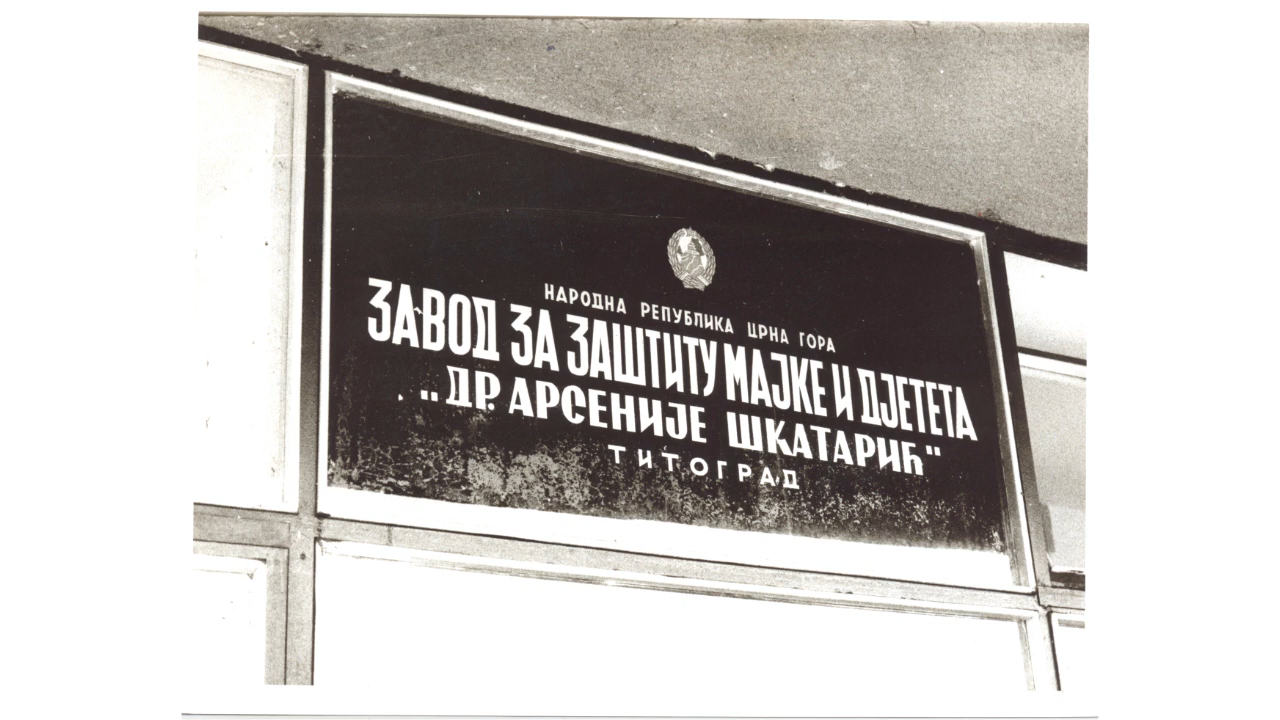 НАРОДНА РЕПУБЛИКА ЦРНА ГОРА
ЗАВОД ЗА ЗАШТИТУ МАЈКЕ И ДЈЕТЕТА
„ДР. АРСЕНИЈЕ ШКАТАРИЋ"
ТИТОГРАД